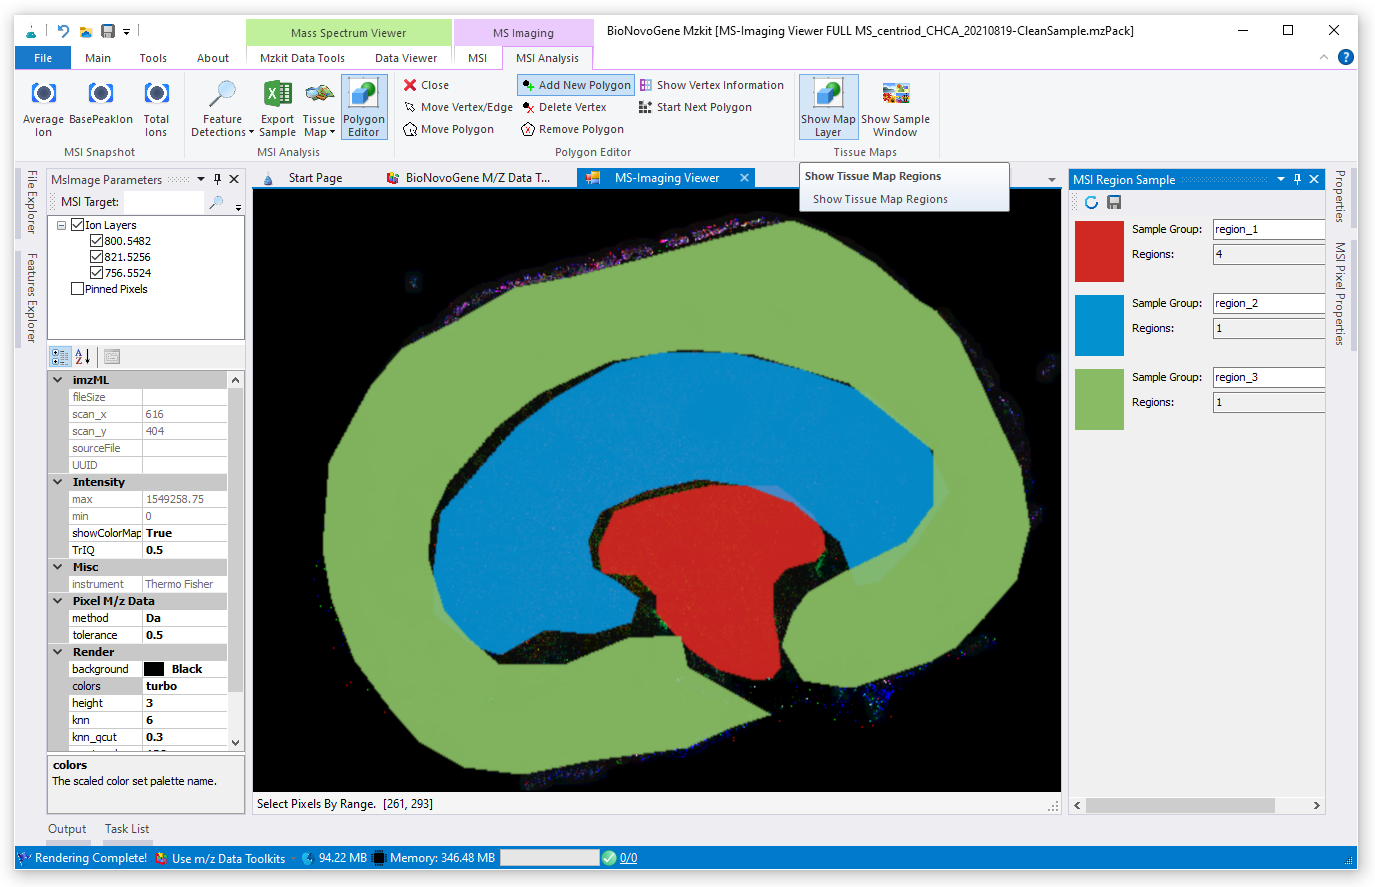 Mass Spectrum Viewer
MS Imaging
BioNovoGene Mzkit [MS-Imaging Viewer FULL MS_centriod_CHCA_20210819-CleanSample.mzPack]
File
Main
Tools
About
Mzkit Data Tools
Data Viewer
MSI
MSI Analysis
Average Ion
BasePeakIon
Total Ions
MSI Snapshot
Feature Detections
Export Sample
Tissue Map
Polygon Editor
MSI Analysis
Close
Move Vertex/Edge
Move Polygon
Add New Polygon
Delete Vertex
Remove Polygon
Show Vertex Information
Start Next Polygon
Polygon Editor
Show Map Layer
Show Sample Window
Tissue Maps
Show Tissue Map Regions
Show Tissue Map Regions
File Explorer
Features Explorer
MsImage Parameters
MSI Target:
Ion Layers
800.5482
821.5256
756.5524
Pinned Pixels
imzML
fileSize
scan_x 616
scan_y 404
sourceFile
UUID
Intensity
max 1549258.75
min 0
showColorMap True
TrIQ 0.5
Misc
instrument Thermo Fisher
Pixel M/z Data
method Da
tolerance 0.5
Render
background Black
colors turbo
height 3
knn 6
knn_qcut 0.3
colors
The scaled color set palette name.
Start Page
BioNovoGene M/Z Data T...
MS-Imaging Viewer
Select Pixels By Range. [261, 293]
MSI Region Sample
Sample Group: region_1
Regions: 4
Sample Group: region_2
Regions: 1
Sample Group: region_3
Regions: 1
Properties
MSI Pixel Properties
Output
Task List
Rendering Complete!
Use m/z Data Toolkits
94.22 MB
Memory: 346.48 MB
0/0